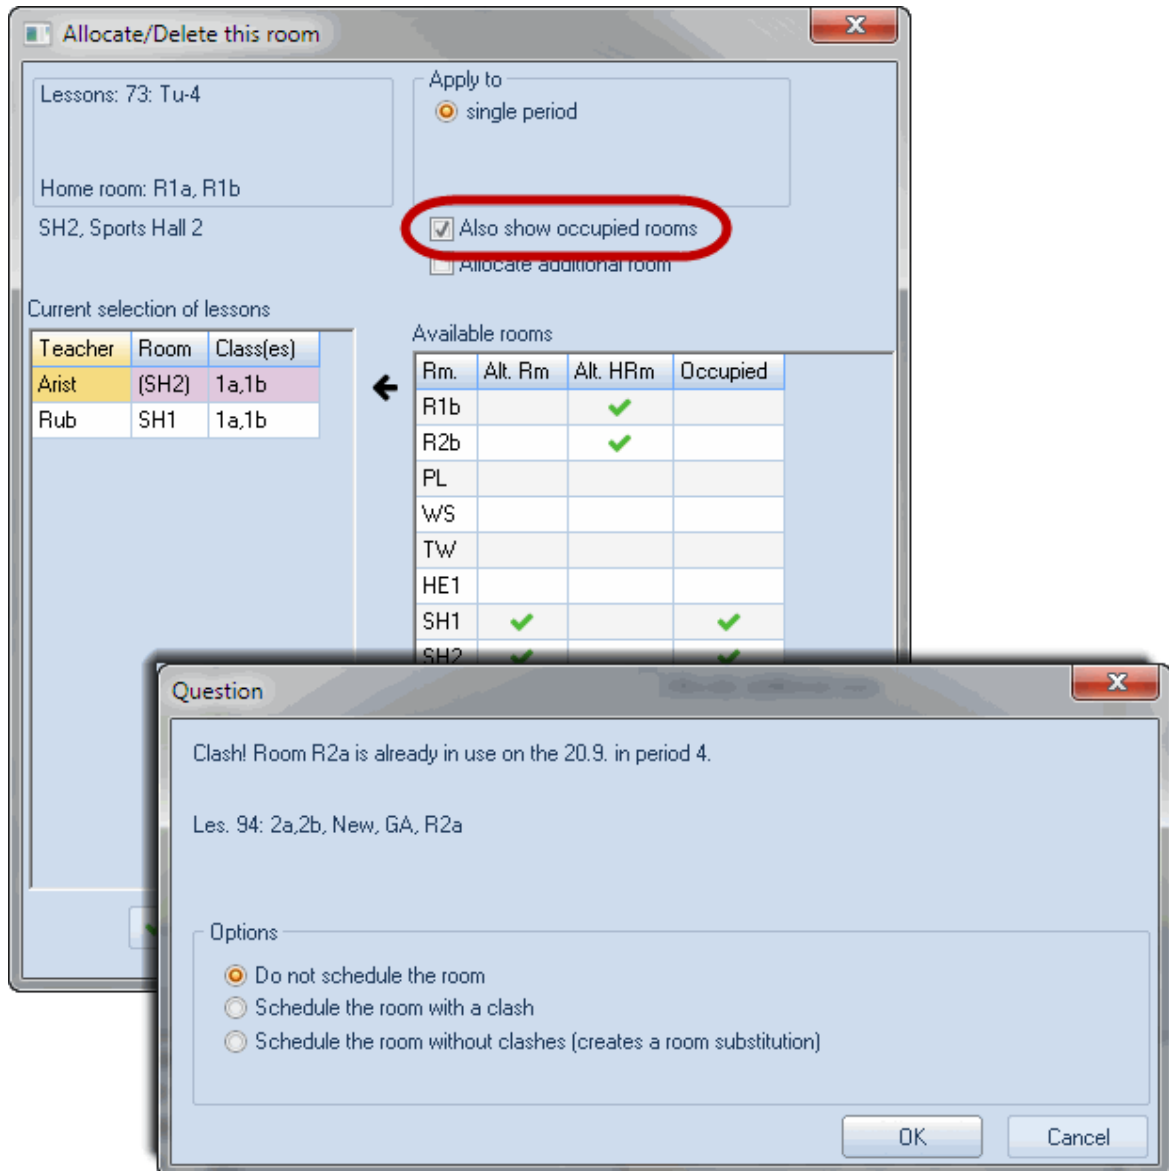 Allocate/Delete this room
Lessons: 73: Tu-4
Home room: R1a, R1b
SH2, Sports Hall 2
Apply to
single period
Also show occupied rooms
Allocate additional room
Current selection of lessons
Teacher Room Class(es)
Arist (SH2) 1a,1b
Rub SH1 1a,1b
Available rooms
Rm. Alt. Rm Alt. HRm Occupied
R1b
R2b
PL
WS
TW
HE1
SH1
SH2
Question
Clash! Room R2a is already in use on the 20.9. in period 4.
Les. 94: 2a,2b, New, GA, R2a
Options
Do not schedule the room
Schedule the room with a clash
Schedule the room without clashes (creates a room substitution)
OK Cancel